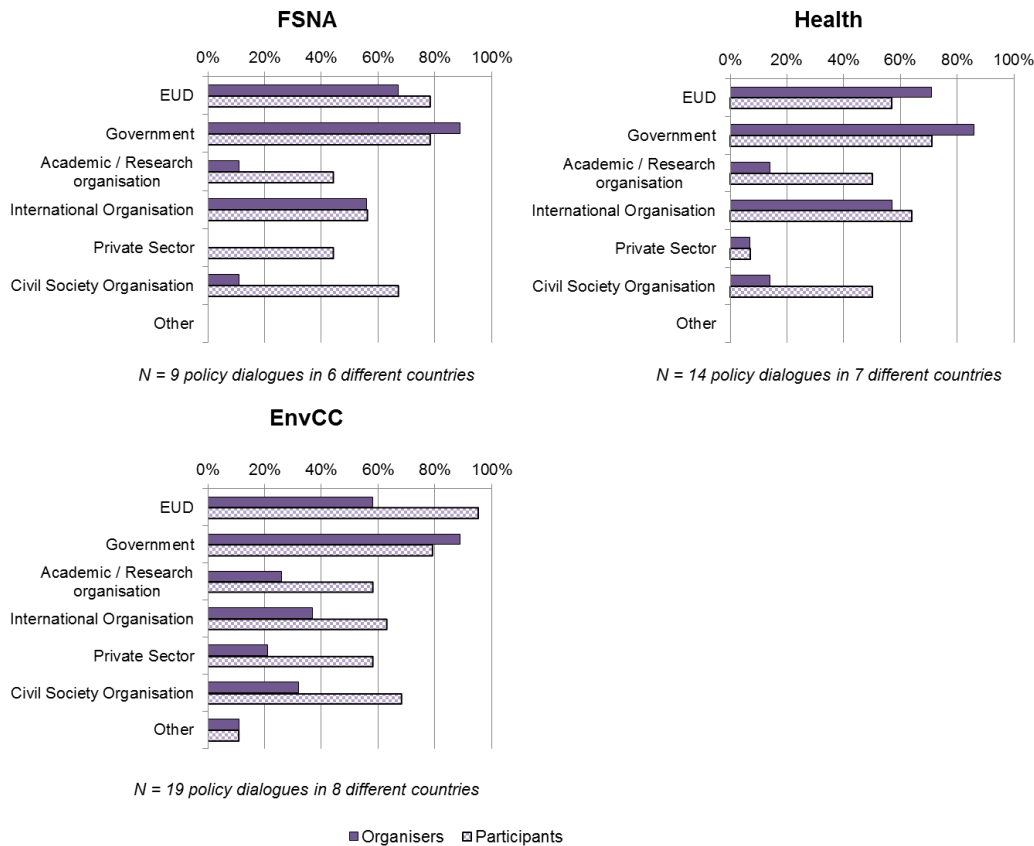 FSNA
0% 20% 40% 60% 80% 100%
EUD
Government
Academic / Research
organisation
International Organisation
Private Sector
Civil Society Organisation
Other
N = 9 policy dialogues in 6 different countries
Health
0% 20% 40% 60% 80% 100%
EUD
Government
Academic / Research
organisation
International Organisation
Private Sector
Civil Society Organisation
Other
N = 14 policy dialogues in 7 different countries
EnvCC
0% 20% 40% 60% 80% 100%
EUD
Government
Academic / Research
organisation
International Organisation
Private Sector
Civil Society Organisation
Other
N = 19 policy dialogues in 8 different countries
Organisers Participants